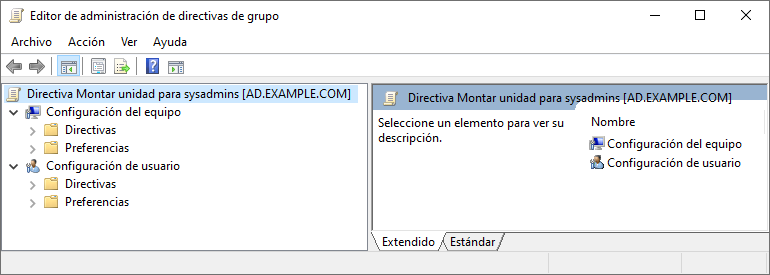 Editor de administración de directivas de grupo
Archivo Acción Ver Ayuda
Directiva Montar unidad para sysadmins [AD.EXAMPLE.COM]
Configuración del equipo
Directivas
Preferencias
Configuración de usuario
Directivas
Preferencias
Directiva Montar unidad para sysadmins [AD.EXAMPLE.COM]
Seleccione un elemento para ver su
descripción.
Nombre
Configuración del equipo
Configuración de usuario
Extendido Estándar